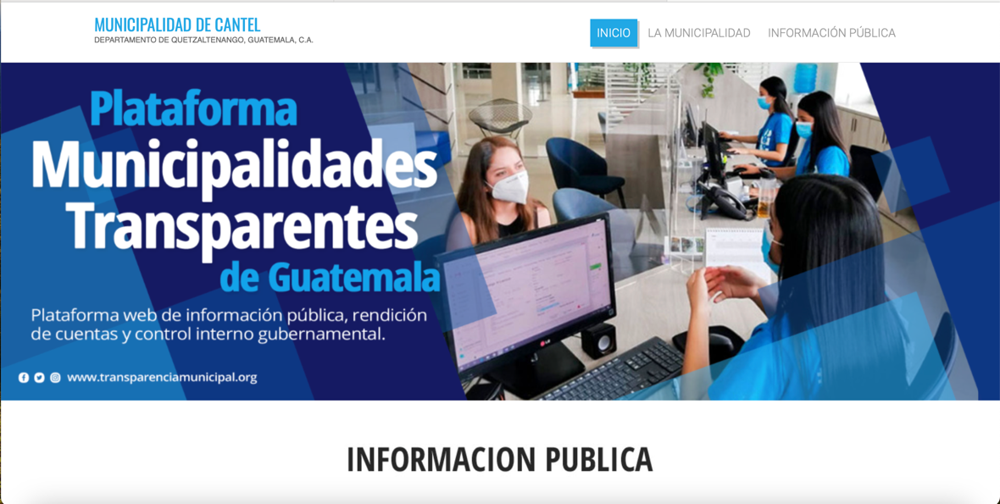 MUNICIPALIDAD DE CANTEL
DEPARTAMENTO DE QUETZALTENANGO, GUATEMALA, C.A.
INICIO LA MUNICIPALIDAD INFORMACIÓN PÚBLICA
Plataforma
Municipalidades
Transparentes
de Guatemala
Plataforma web de información pública, rendición
de cuentas y control interno gubernamental.
www.transparenciamunicipal.org
LG
INFORMACION PUBLICA